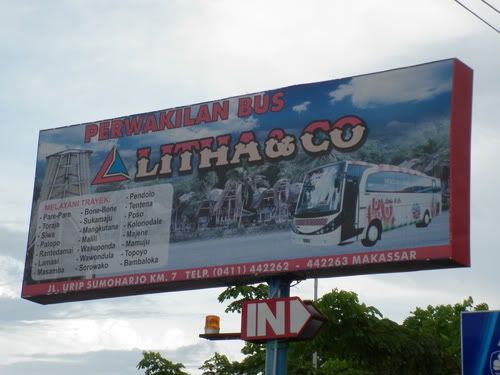 PERWAKILAN BUS
LITHA & CO
MELAYANI TRAYEK:
- Pare-Pare
- Toraja
- Siwa
- Palopo
- Rantedamai
- Lamasi
- Masamba
- Bone-Bone
- Sukamaju
- Mangkutana
- Malili
- Wasuponda
- Wawondula
- Sorowako
- Pendolo
- Tentena
- Poso
- Kolonodale
- Majene
- Mamuju
- Topoyo
- Bambaloka
JL. URIP SUMOHARJO KM. 7 TELP. (0411) 442262 - 442263 MAKASSAR
IN